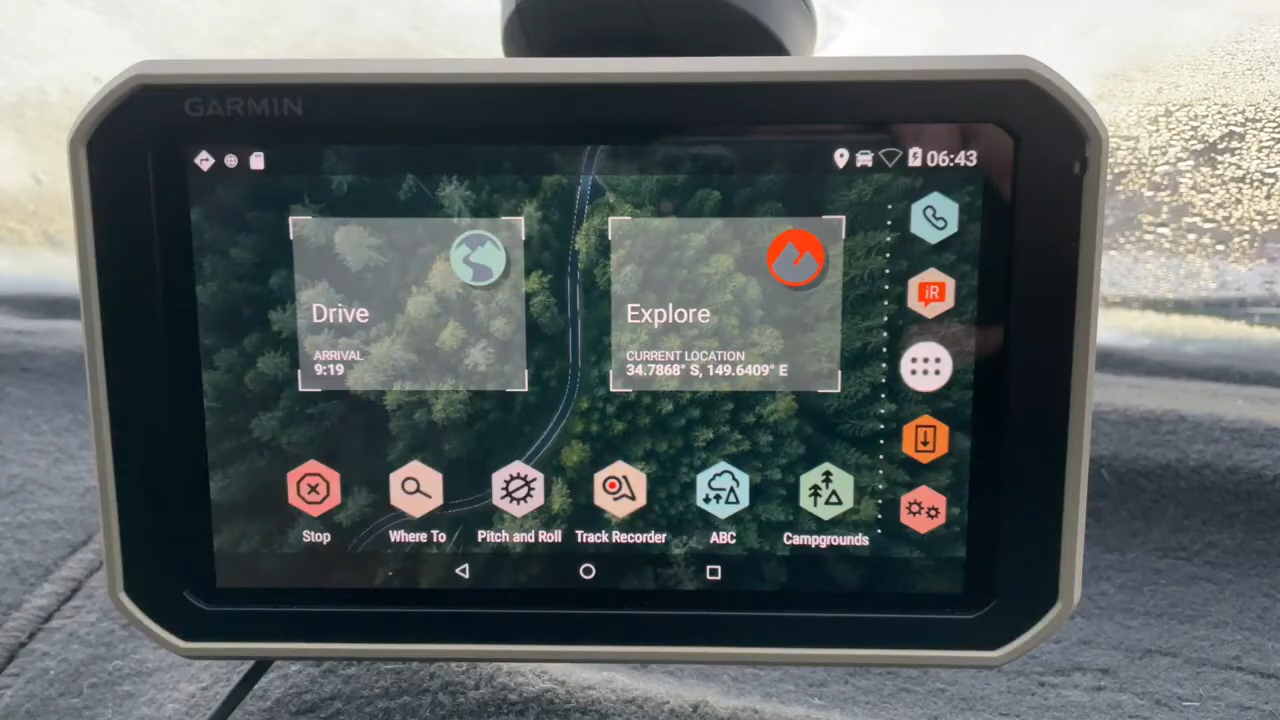 GARMIN
06:43
Drive
ARRIVAL
9:19
Explore
CURRENT LOCATION
34.7868° S, 149.6409° E
iR
Stop
Where To
Pitch and Roll
Track Recorder
ABC
Campgrounds